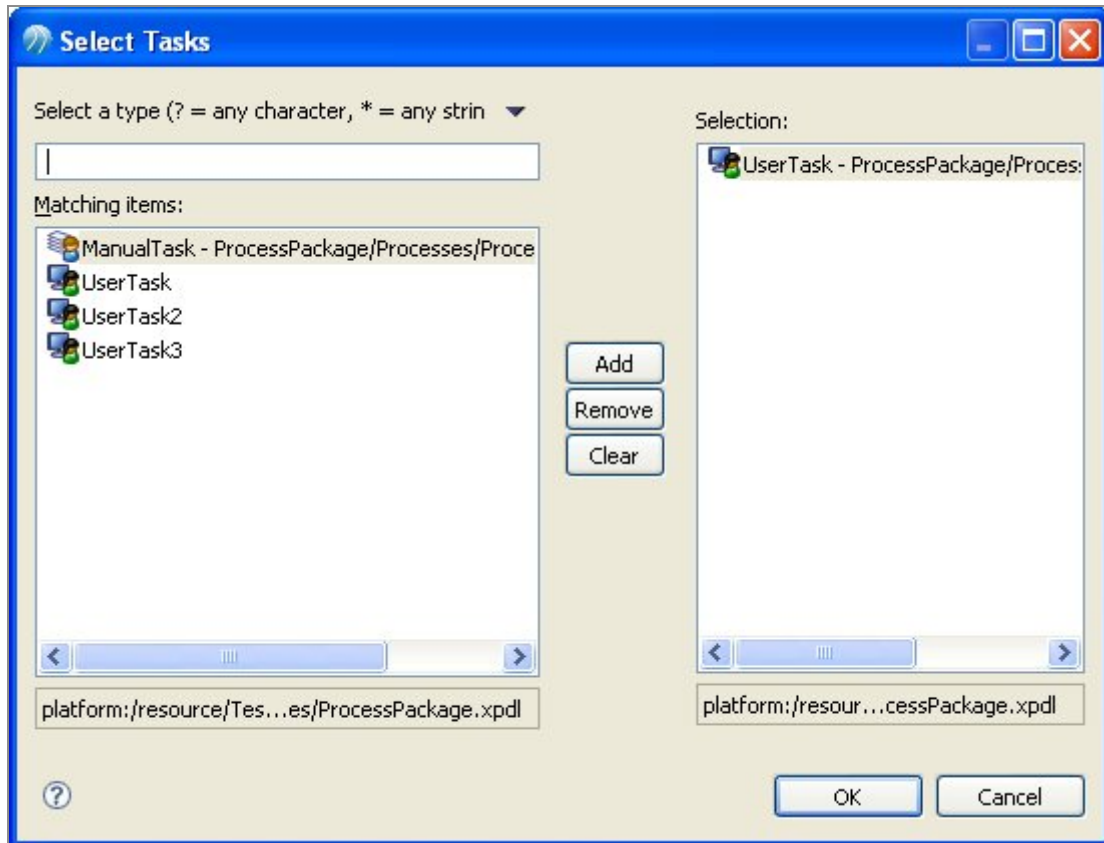 Select Tasks
Select a type (? = any character, * = any strin
Matching items:
ManualTask - ProcessPackage/Processes/Proce
UserTask
UserTask2
UserTask3
platform:/resource/Tes...es/ProcessPackage.xpdl
Add
Remove
Clear
Selection:
UserTask - ProcessPackage/Process
platform:/resour...cessPackage.xpdl
?
OK
Cancel